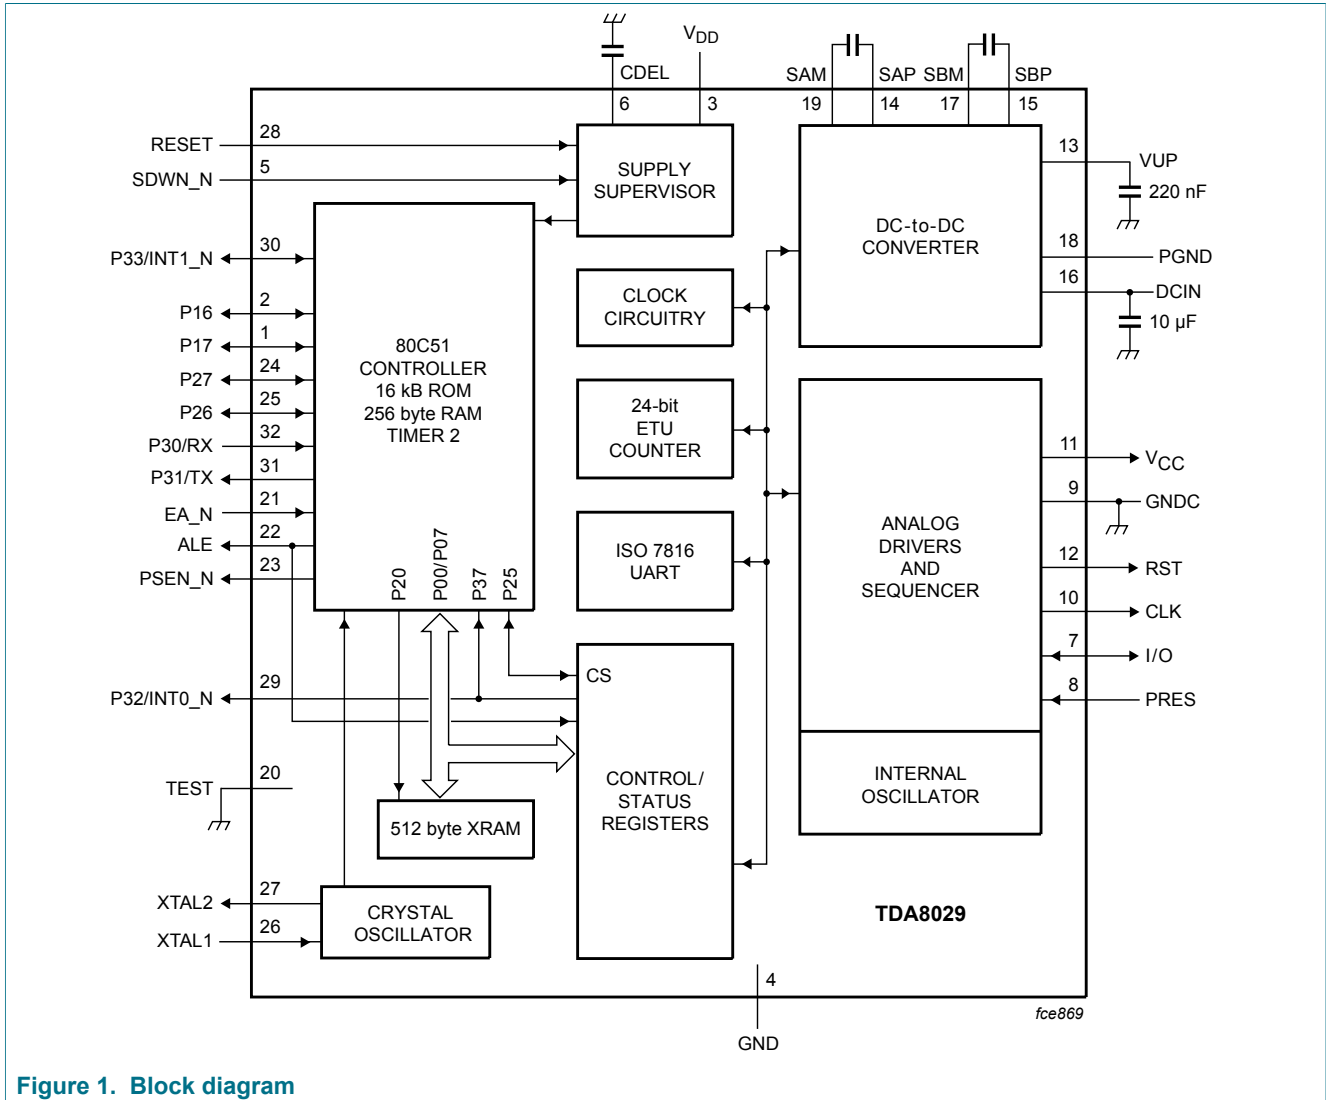 VDD
CDEL
SAM
SAP
SBM
SBP
6
3
19
14
17
15
RESET
28
SDWN_N
5
SUPPLY
SUPERVISOR
13
VUP
220 nF
P33/INT1_N
30
DC-to-DC
CONVERTER
18
PGND
16
DCIN
10 µF
P16
2
P17
1
P27
24
P26
25
P30/RX
32
P31/TX
31
EA_N
21
ALE
22
PSEN_N
23
80C51
CONTROLLER
16 kB ROM
256 byte RAM
TIMER 2
P20
P00/P07
P37
P25
CLOCK
CIRCUITRY
24-bit
ETU
COUNTER
ISO 7816
UART
ANALOG
DRIVERS
AND
SEQUENCER
11
VCC
9
GNDC
12
RST
10
CLK
7
I/O
8
PRES
P32/INT0_N
29
CS
CONTROL/
STATUS
REGISTERS
INTERNAL
OSCILLATOR
TEST
20
512 byte XRAM
XTAL2
27
XTAL1
26
CRYSTAL
OSCILLATOR
TDA8029
4
GND
fce869
Figure 1. Block diagram